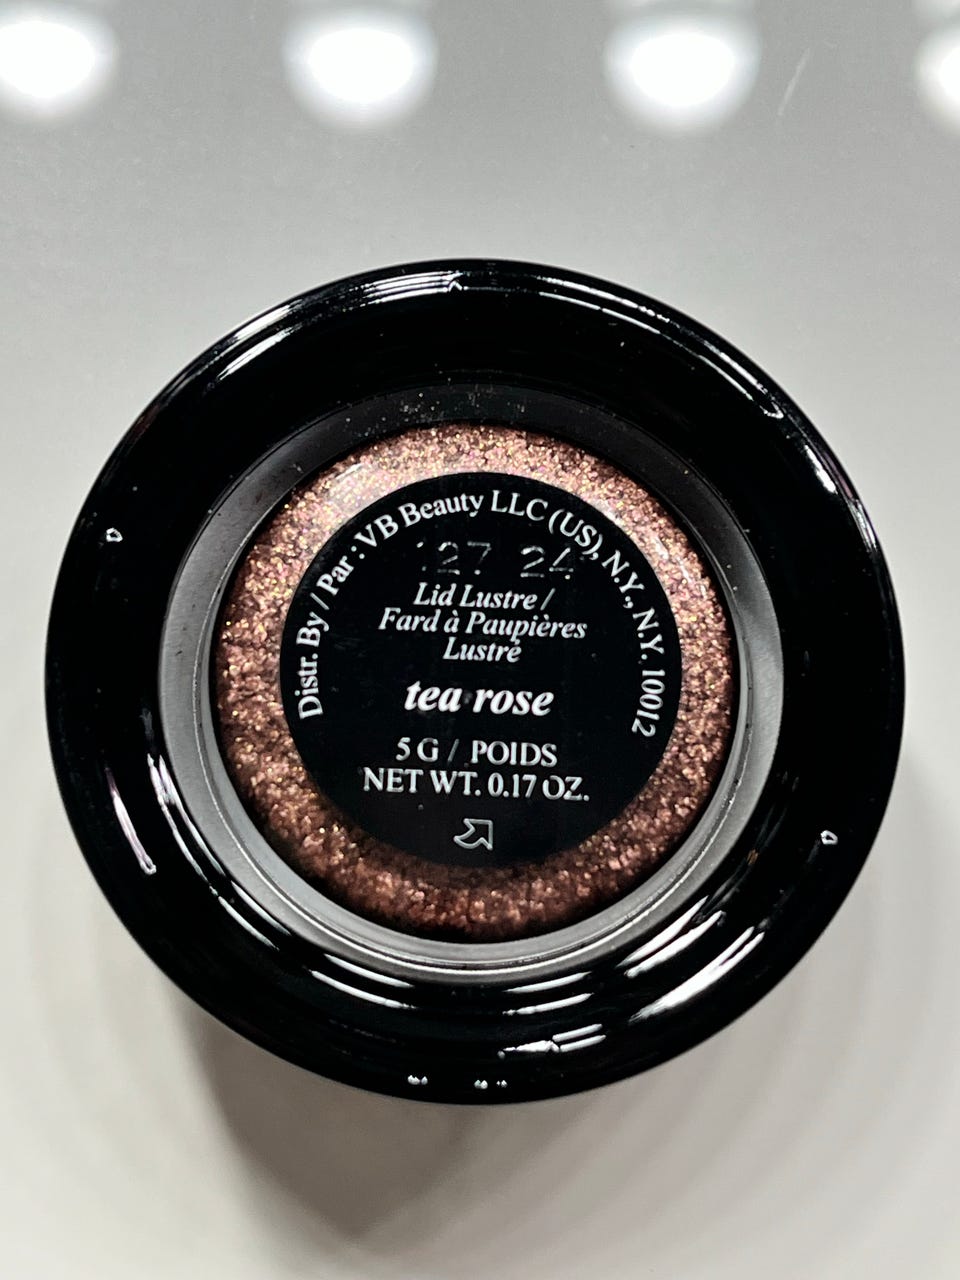 Distr. By / Par : VB Beauty LLC (US), N.Y., N.Y. 10012
127 24
Lid Lustre /
Fard à Paupières
Lustré
tea rose
5 G / POIDS
NET WT. 0.17 OZ.